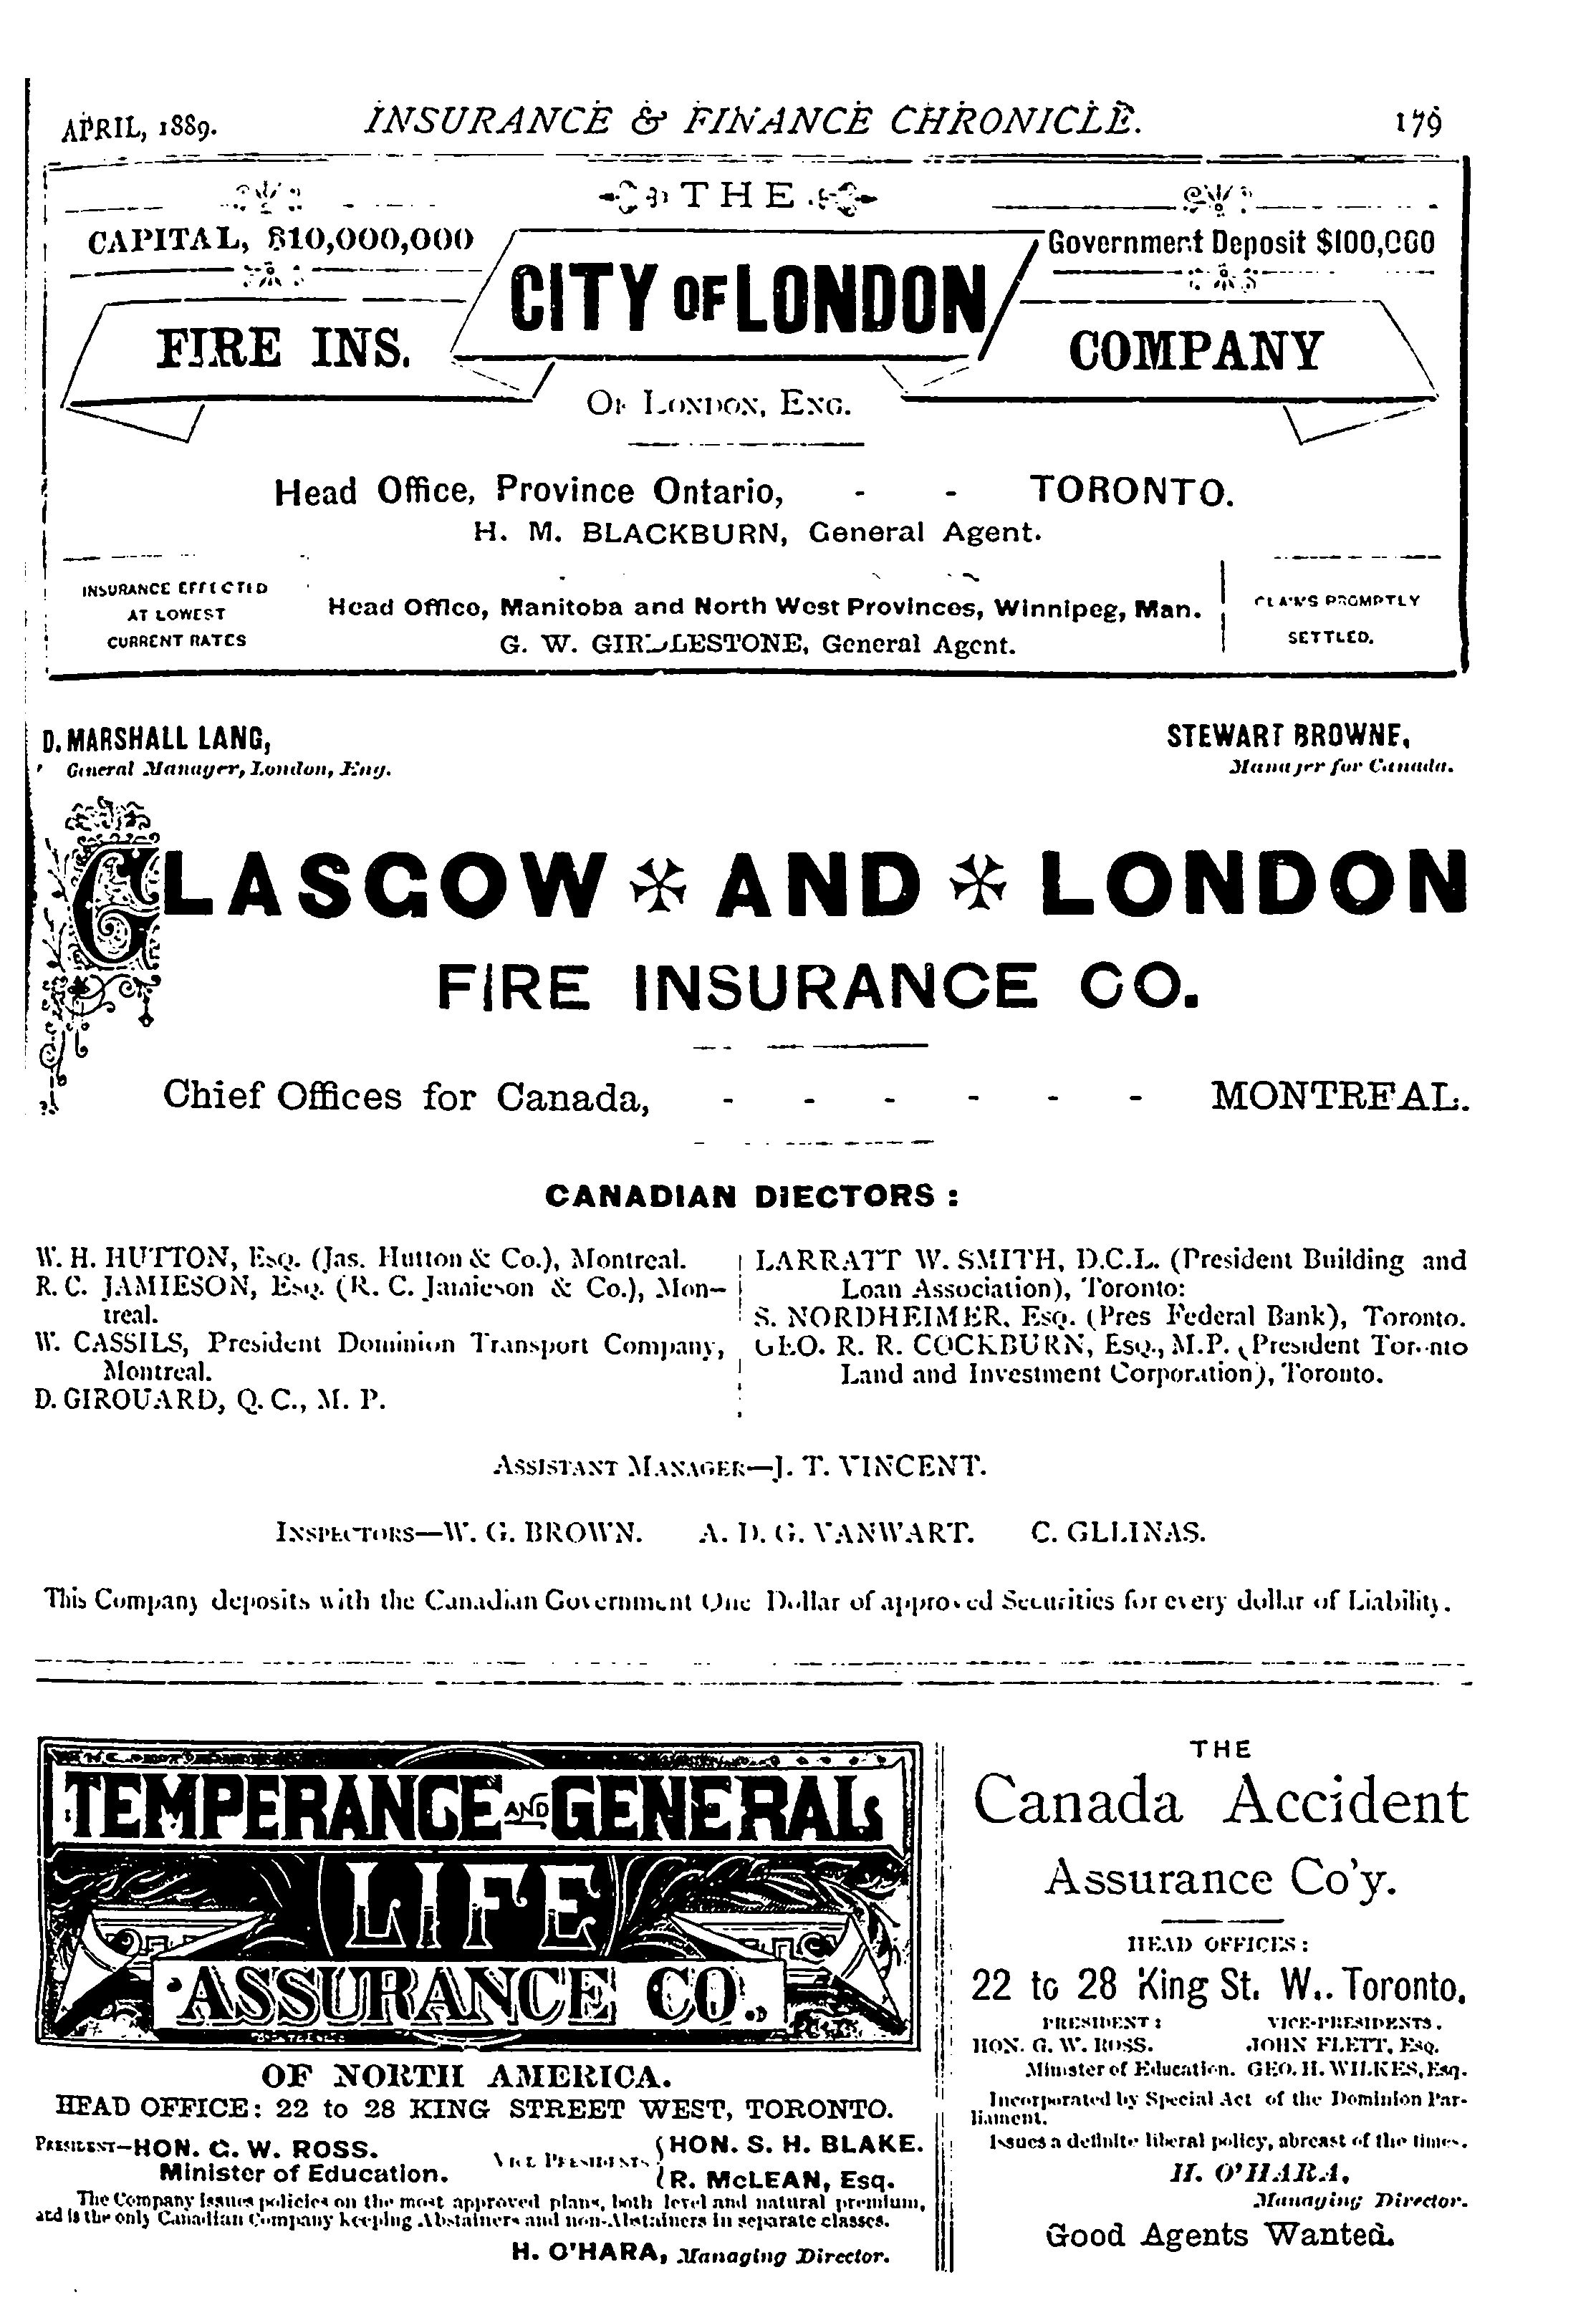 APRIL, 1889.
INSURANCE & FINANCE CHRONICLE.
179
THE
CAPITAL, $10,000,000
Government Deposit $100,000
CITY OF LONDON
FIRE INS.
COMPANY
OF LONDON, ENG.
Head Office, Province Ontario, - - TORONTO.
H. M. BLACKBURN, General Agent.
INSURANCE EFFECTED
AT LOWEST
CURRENT RATES
Head Office, Manitoba and North West Provinces, Winnipeg, Man.
G. W. GIRDLESTONE, General Agent.
CLAIMS PROMPTLY
SETTLED.
D. MARSHALL LANG,
General Manager, London, Eng.
STEWART BROWNE,
Manager for Canada.
GLASGOW AND LONDON
FIRE INSURANCE CO.
Chief Offices for Canada, - - - - - - MONTREAL.
CANADIAN DIECTORS :
W. H. HUTTON, Esq. (Jas. Hutton & Co.), Montreal.
R. C. JAMIESON, Esq. (R. C. Jamieson & Co.), Mon-
treal.
W. CASSILS, President Dominion Transport Company,
Montreal.
D. GIROUARD, Q. C., M. P.
LARRATT W. SMITH, D.C.L. (President Building and
Loan Association), Toronto:
S. NORDHEIMER, Esq. (Pres Federal Bank), Toronto.
GEO. R. R. COCKBURN, Esq., M.P. (President Toronto
Land and Investment Corporation), Toronto.
ASSISTANT MANAGER—J. T. VINCENT.
INSPECTORS—W. G. BROWN. A. D. G. VANWART. C. GELINAS.
This Company deposits with the Canadian Government One Dollar of approved Securities for every dollar of Liability.
TEMPERANCE AND GENERAL
LIFE
ASSURANCE CO.
OF NORTH AMERICA.
HEAD OFFICE: 22 to 28 KING STREET WEST, TORONTO.
PRESIDENT—HON. G. W. ROSS.
Minister of Education.
VICE PRESIDENTS { HON. S. H. BLAKE.
R. McLEAN, Esq.
The Company issues policies on the most approved plans, both level and natural premium,
and is the only Canadian Company keeping Abstainers and non-Abstainers in separate classes.
H. O'HARA, Managing Director.
THE
Canada Accident
Assurance Co'y.
HEAD OFFICES:
22 to 28 King St. W., Toronto.
PRESIDENT: VICE-PRESIDENTS.
HON. G. W. ROSS. JOHN FLETT, Esq.
Minister of Education. GEO. H. WILKES, Esq.
Incorporated by Special Act of the Dominion Par-
liament.
Issues a definite liberal policy, abreast of the times.
H. O'HARA,
Managing Director.
Good Agents Wanted.